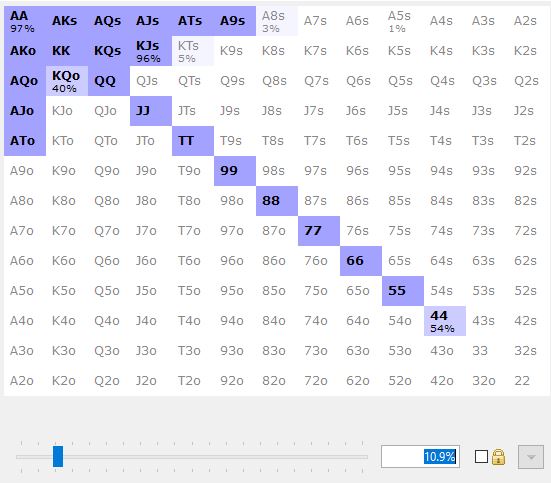 AA AKs AQs AJs ATs A9s A8s A7s A6s A5s A4s A3s A2s
97% 3% 1%
AKo KK KQs KJs KTs K9s K8s K7s K6s K5s K4s K3s K2s
96% 5%
AQo KQo QQ QJs QTs Q9s Q8s Q7s Q6s Q5s Q4s Q3s Q2s
40%
AJo KJo QJo JJ JTs J9s J8s J7s J6s J5s J4s J3s J2s
ATo KTo QTo JTo TT T9s T8s T7s T6s T5s T4s T3s T2s
A9o K9o Q9o J9o T9o 99 98s 97s 96s 95s 94s 93s 92s
A8o K8o Q8o J8o T8o 98o 88 87s 86s 85s 84s 83s 82s
A7o K7o Q7o J7o T7o 97o 87o 77 76s 75s 74s 73s 72s
A6o K6o Q6o J6o T6o 96o 86o 76o 66 65s 64s 63s 62s
A5o K5o Q5o J5o T5o 95o 85o 75o 65o 55 54s 53s 52s
A4o K4o Q4o J4o T4o 94o 84o 74o 64o 54o 44 43s 42s
54%
A3o K3o Q3o J3o T3o 93o 83o 73o 63o 53o 43o 33 32s
A2o K2o Q2o J2o T2o 92o 82o 72o 62o 52o 42o 32o 22
10.9%